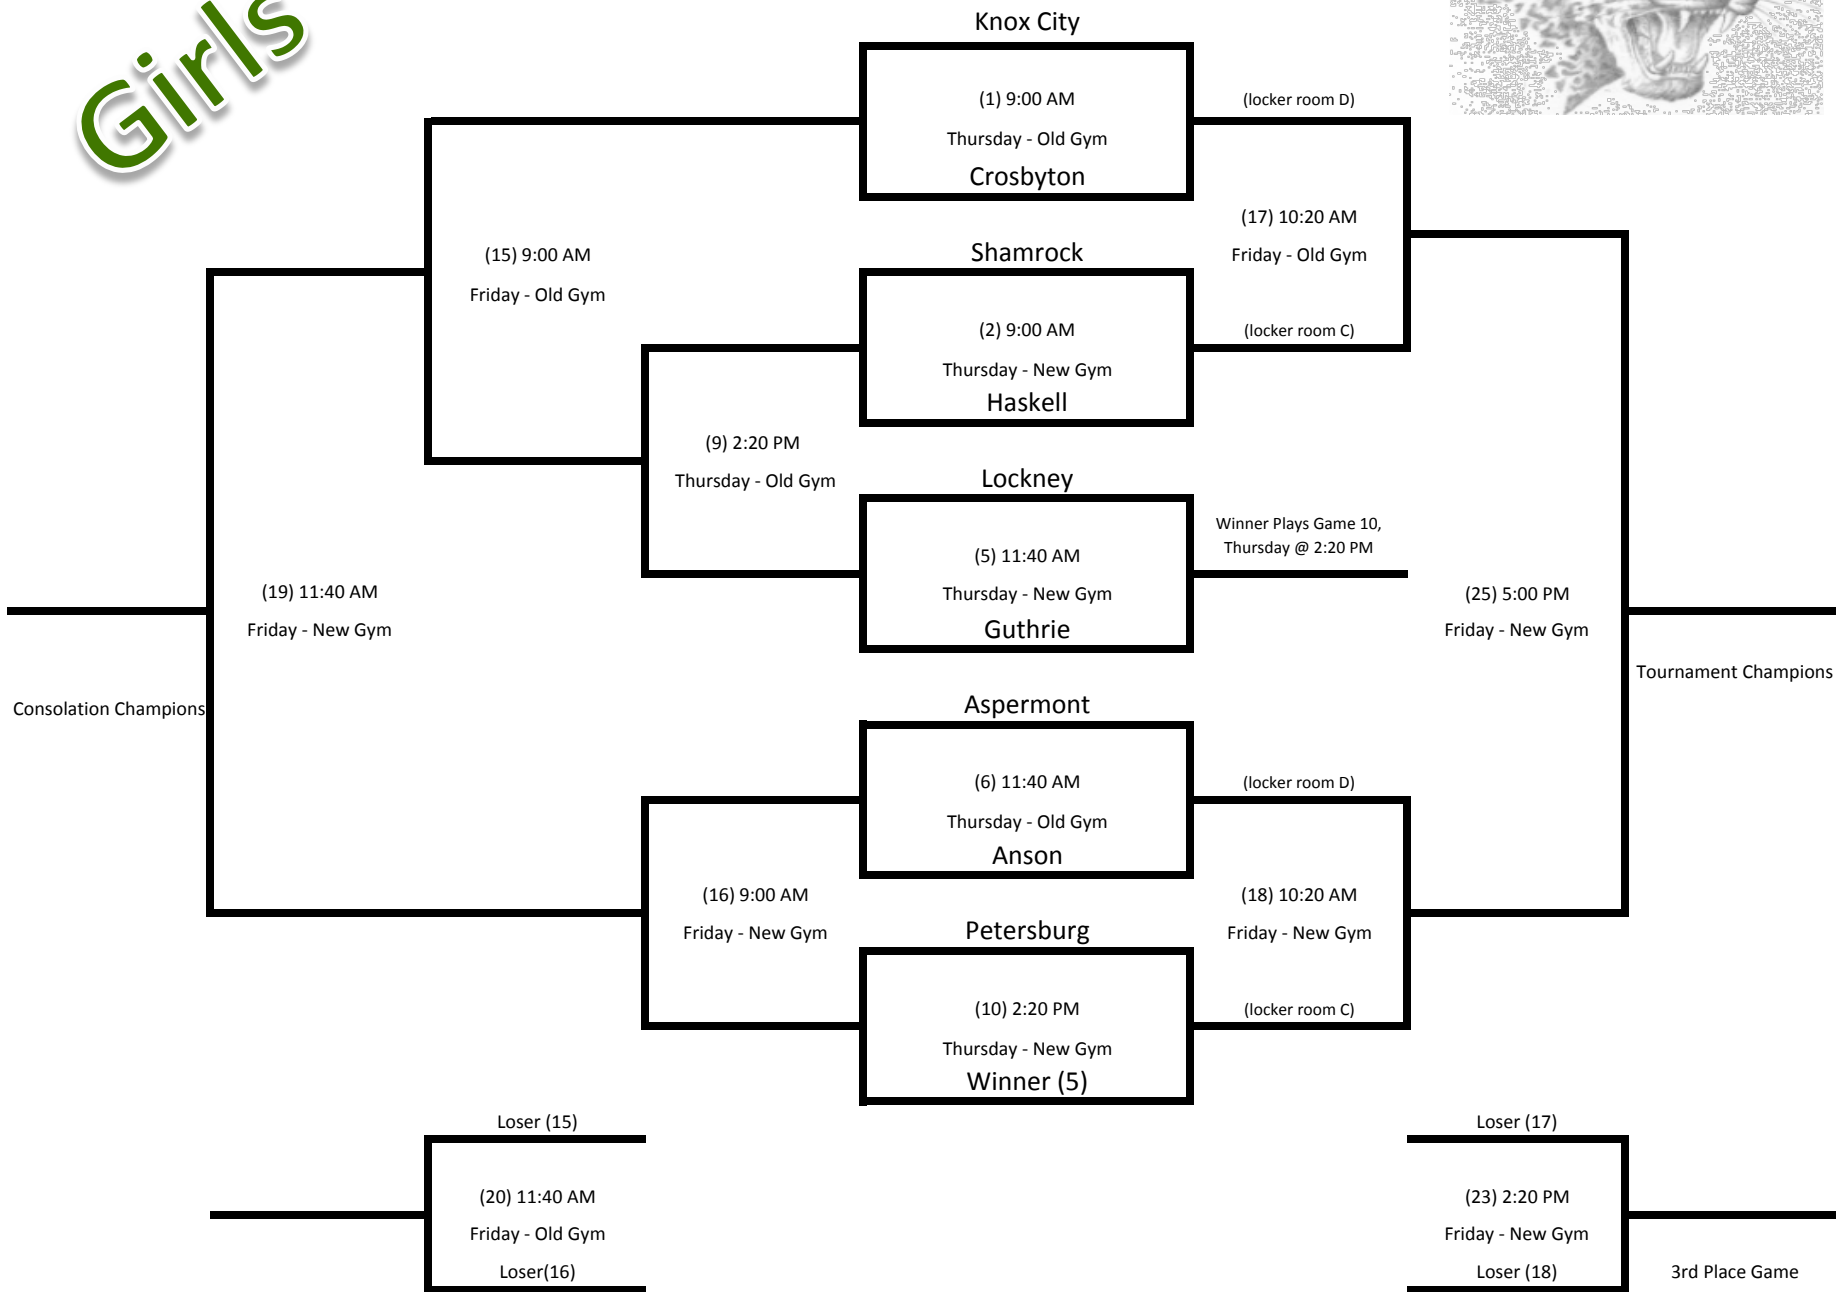 Girls
Knox City
(1) 9:00 AM
(locker room D)
Thursday - Old Gym
Crosbyton
(17) 10:20 AM
Friday - Old Gym
(15) 9:00 AM
Friday - Old Gym
Shamrock
(2) 9:00 AM
(locker room C)
Thursday - New Gym
Haskell
(9) 2:20 PM
Thursday - Old Gym
Lockney
Winner Plays Game 10,
Thursday @ 2:20 PM
(5) 11:40 AM
Thursday - New Gym
Guthrie
(19) 11:40 AM
Friday - New Gym
(25) 5:00 PM
Friday - New Gym
Tournament Champions
Consolation Champions
Aspermont
(6) 11:40 AM
(locker room D)
Thursday - Old Gym
Anson
(16) 9:00 AM
Friday - New Gym
(18) 10:20 AM
Friday - New Gym
Petersburg
(10) 2:20 PM
(locker room C)
Thursday - New Gym
Winner (5)
Loser (15)
(20) 11:40 AM
Friday - Old Gym
Loser(16)
Loser (17)
(23) 2:20 PM
Friday - New Gym
Loser (18)
3rd Place Game